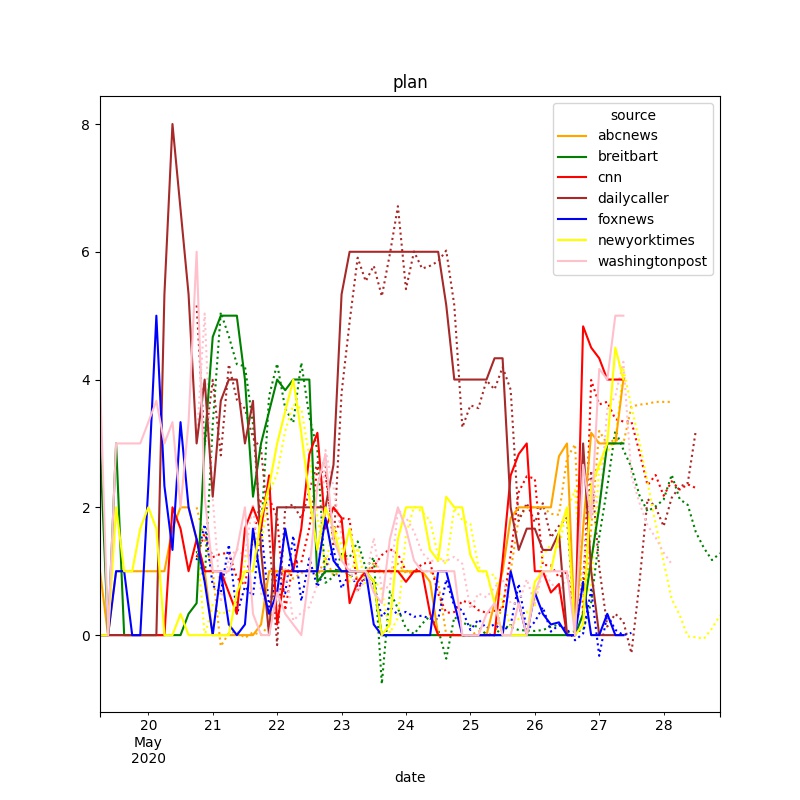 plan
source
abcnews
breitbart
cnn
dailycaller
foxnews
newyorktimes
washingtonpost
8
6
4
2
0
20 21 22 23 24 25 26 27 28
May
2020
date